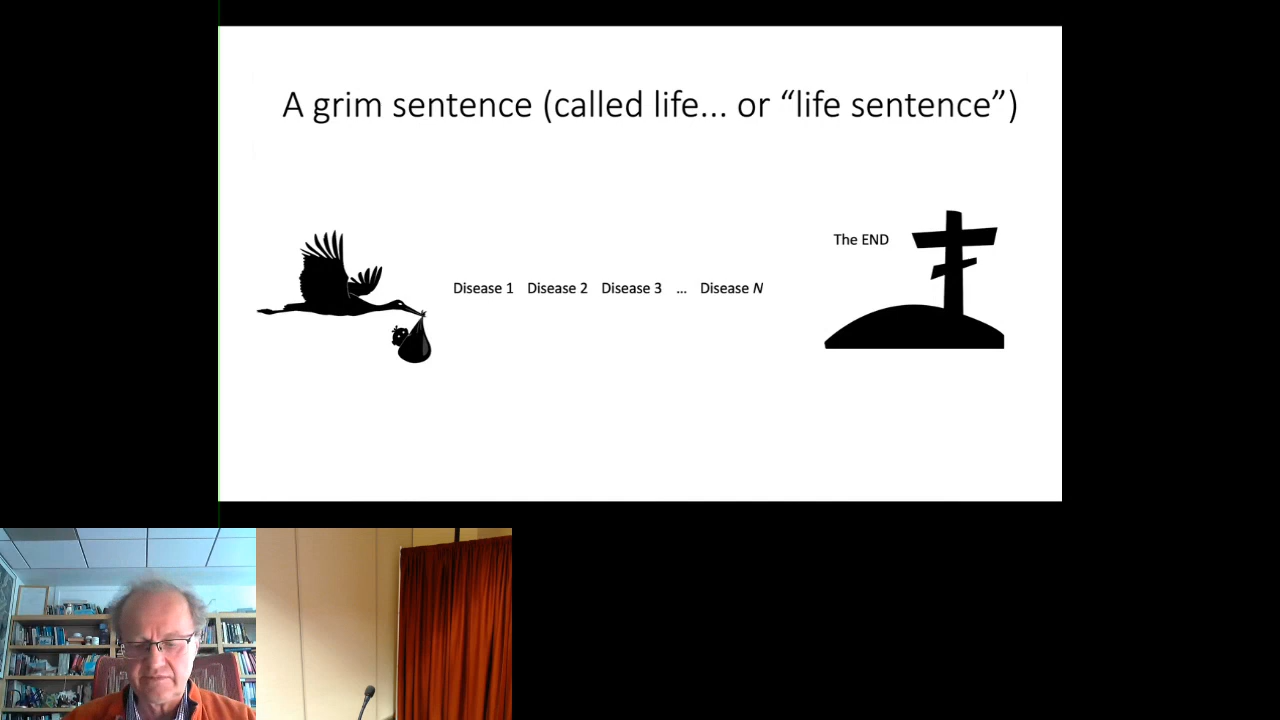 A grim sentence (called life... or “life sentence”)
The END
Disease 1 Disease 2 Disease 3 ... Disease N